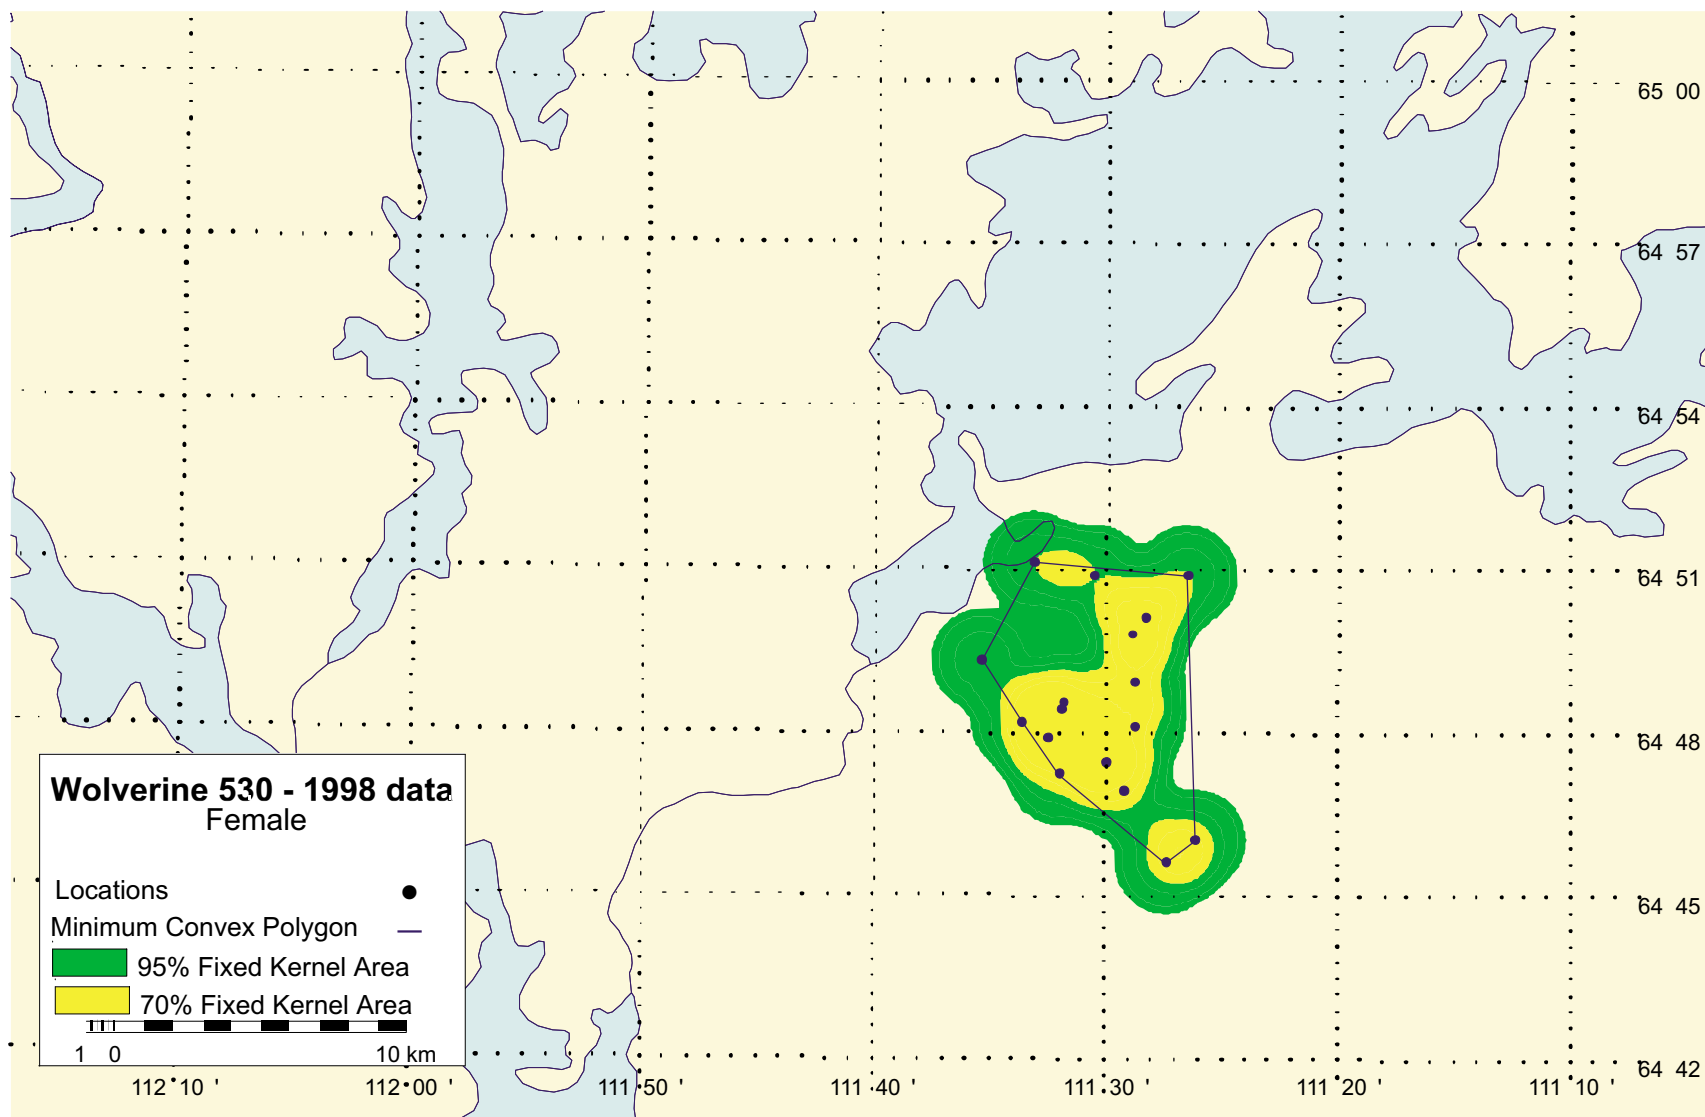 65 00
64 57
64 54
64 51
64 48
64 45
64 42
Wolverine 530 - 1998 data
Female
Locations
Minimum Convex Polygon
95% Fixed Kernel Area
70% Fixed Kernel Area
1 0 10 km
112 10 ' 112 00 ' 111 50 ' 111 40 ' 111 30 ' 111 20 ' 111 10 '